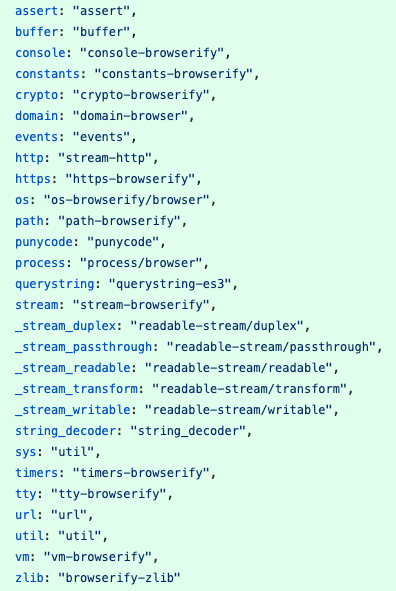 assert: "assert",
buffer: "buffer",
console: "console-browserify",
constants: "constants-browserify",
crypto: "crypto-browserify",
domain: "domain-browser",
events: "events",
http: "stream-http",
https: "https-browserify",
os: "os-browserify/browser",
path: "path-browserify",
punycode: "punycode",
process: "process/browser",
querystring: "querystring-es3",
stream: "stream-browserify",
_stream_duplex: "readable-stream/duplex",
_stream_passthrough: "readable-stream/passthrough",
_stream_readable: "readable-stream/readable",
_stream_transform: "readable-stream/transform",
_stream_writable: "readable-stream/writable",
string_decoder: "string_decoder",
sys: "util",
timers: "timers-browserify",
tty: "tty-browserify",
url: "url",
util: "util",
vm: "vm-browserify",
zlib: "browserify-zlib"